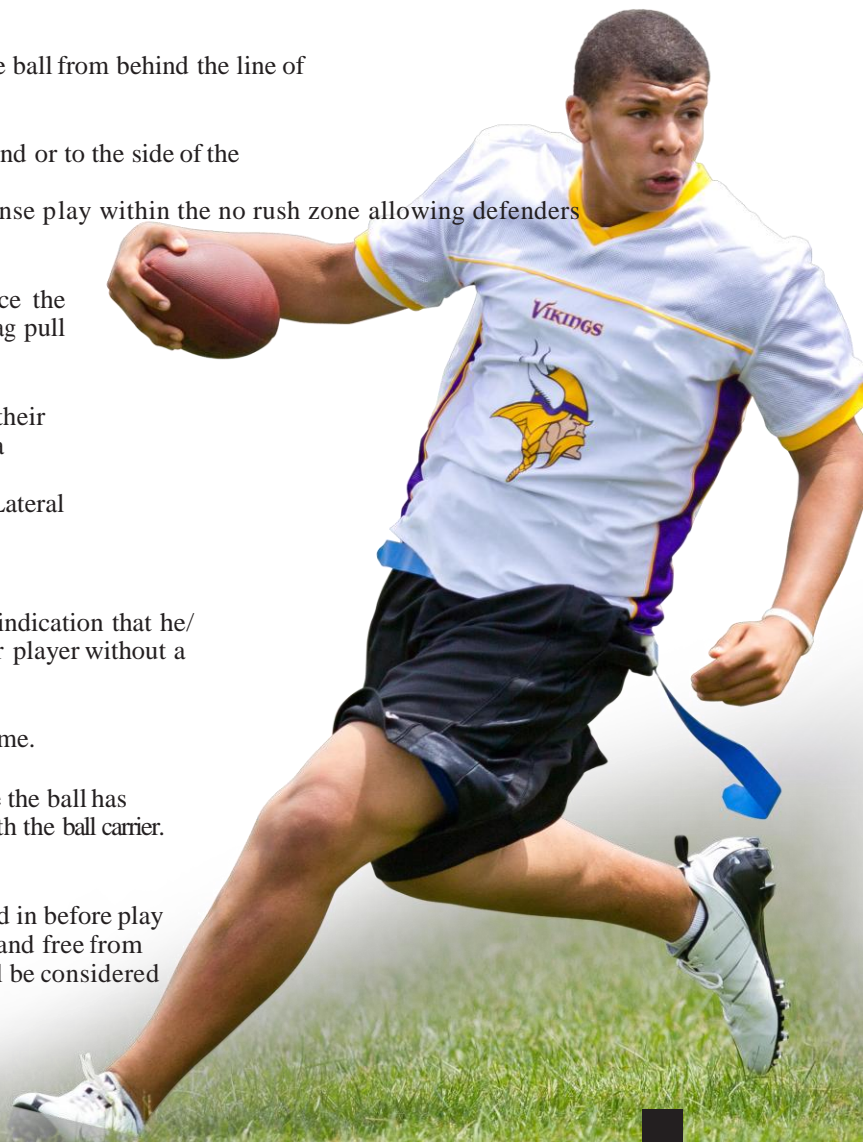 e ball from behind the line of
nd or to the side of the
nse play within the no rush zone allowing defenders
ce the
ag pull
their
a
Lateral
indication that he/
r player without a
me.
e the ball has
th the ball carrier.
d in before play
and free from
l be considered
VIKINGS